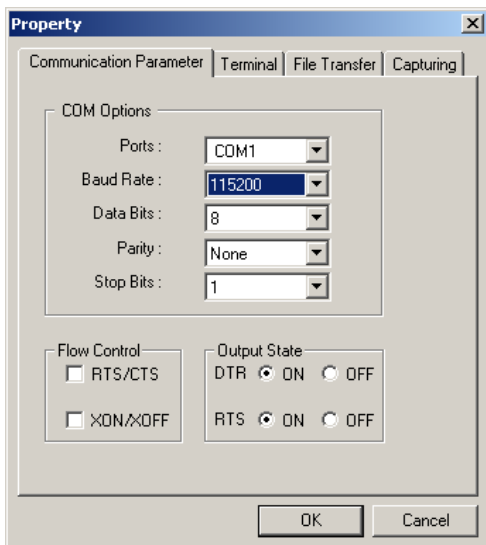 Property
Communication Parameter Terminal File Transfer Capturing
COM Options
Ports : COM1
Baud Rate : 115200
Data Bits : 8
Parity : None
Stop Bits : 1
Flow Control Output State
RTS/CTS DTR ON OFF
XON/XOFF RTS ON OFF
OK Cancel